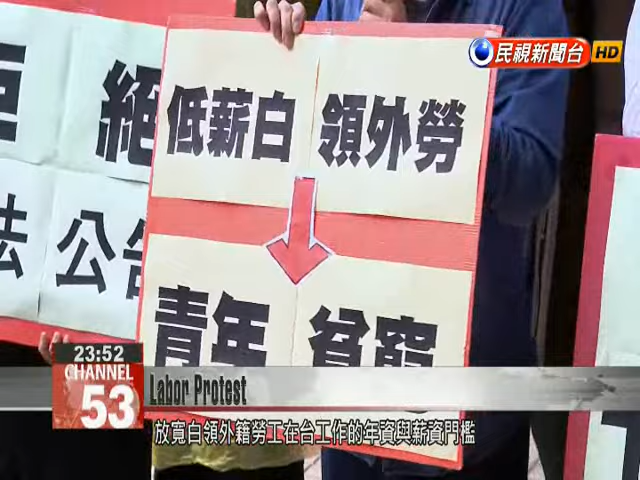 民視新聞台 HD
拒絕
低薪白領外勞
法公告
青年貧窮
23:52
CHANNEL
53
Labor Protest
放寬白領外籍勞工在台工作的年資與薪資門檻